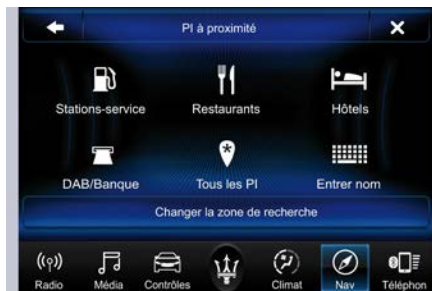 PI à proximité
Stations-service Restaurants Hôtels
DAB/Banque Tous les PI Entrer nom
Changer la zone de recherche
Radio Média Contrôles Climat Nav Téléphon